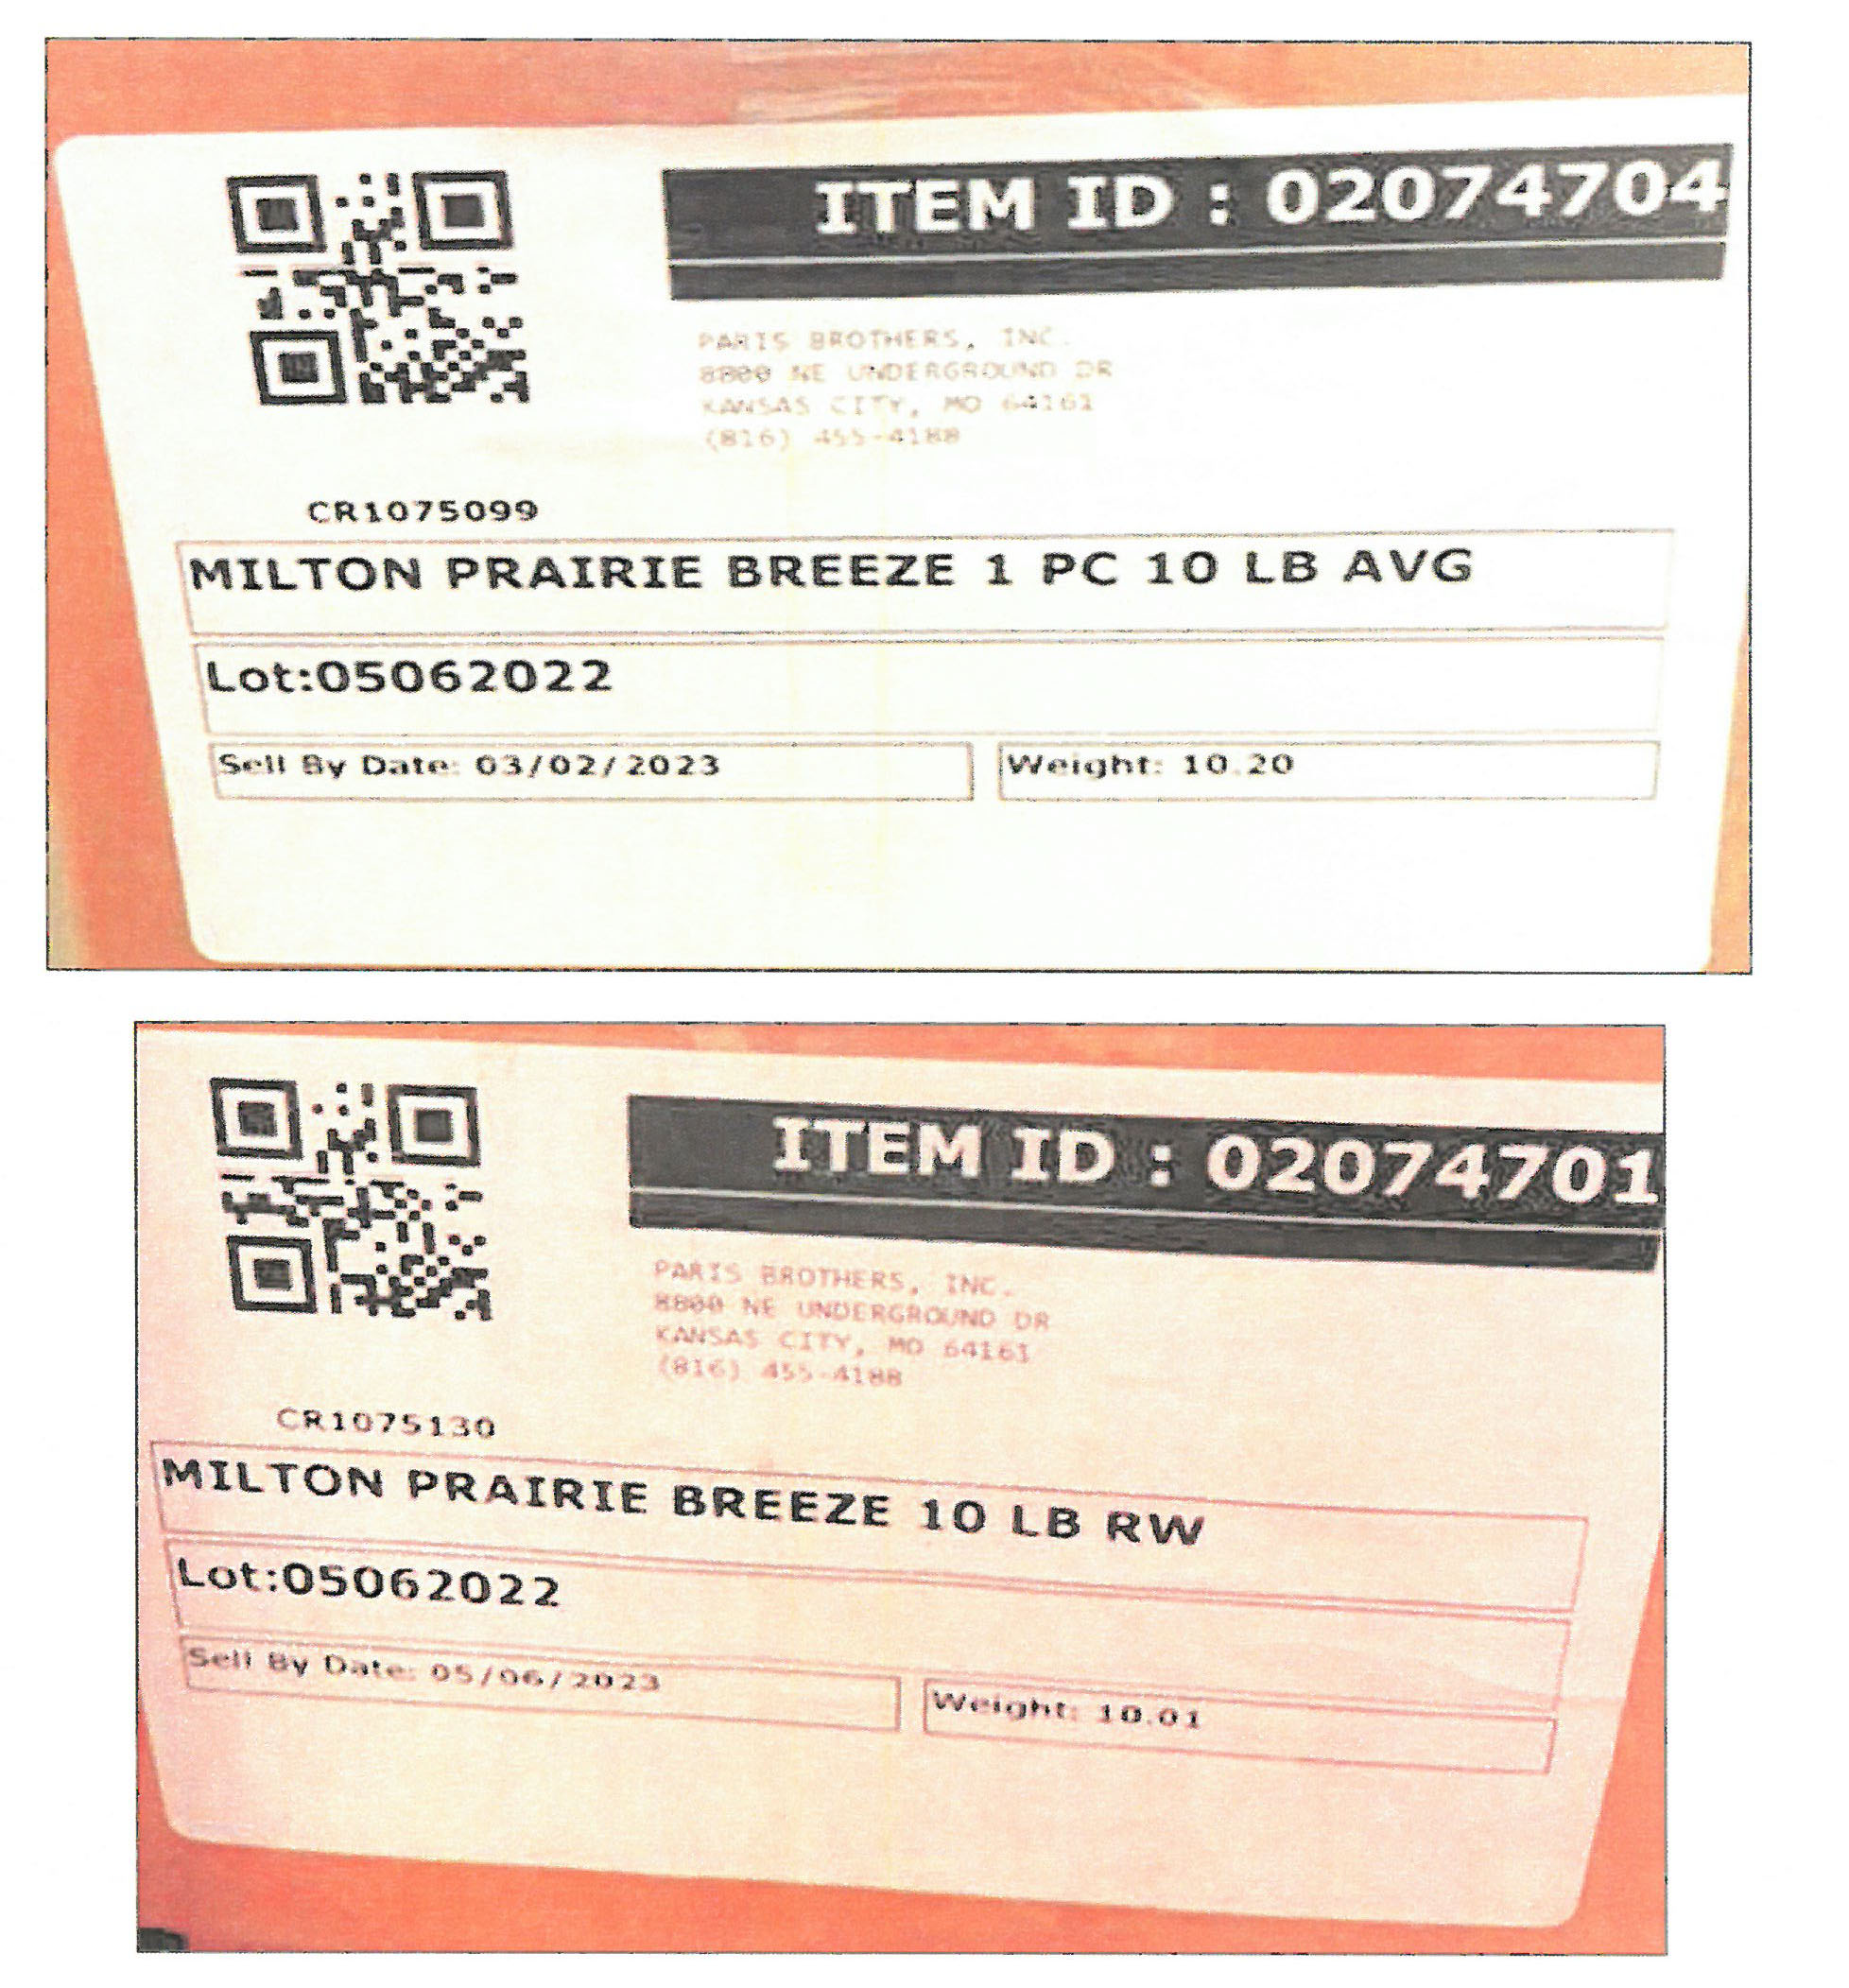 ITEM ID : 02074704
PARIS BROTHERS, INC.
8800 NE UNDERGROUND DR
KANSAS CITY, MO 64161
(816) 455-4188
CR1075099
MILTON PRAIRIE BREEZE 1 PC 10 LB AVG
Lot:05062022
Sell By Date: 03/02/2023
Weight: 10.20
ITEM ID : 02074701
PARIS BROTHERS, INC.
8800 NE UNDERGROUND DR
KANSAS CITY, MO 64161
(816) 455-4188
CR1075130
MILTON PRAIRIE BREEZE 10 LB RW
Lot:05062022
Sell By Date: 05/06/2023
Weight: 10.01